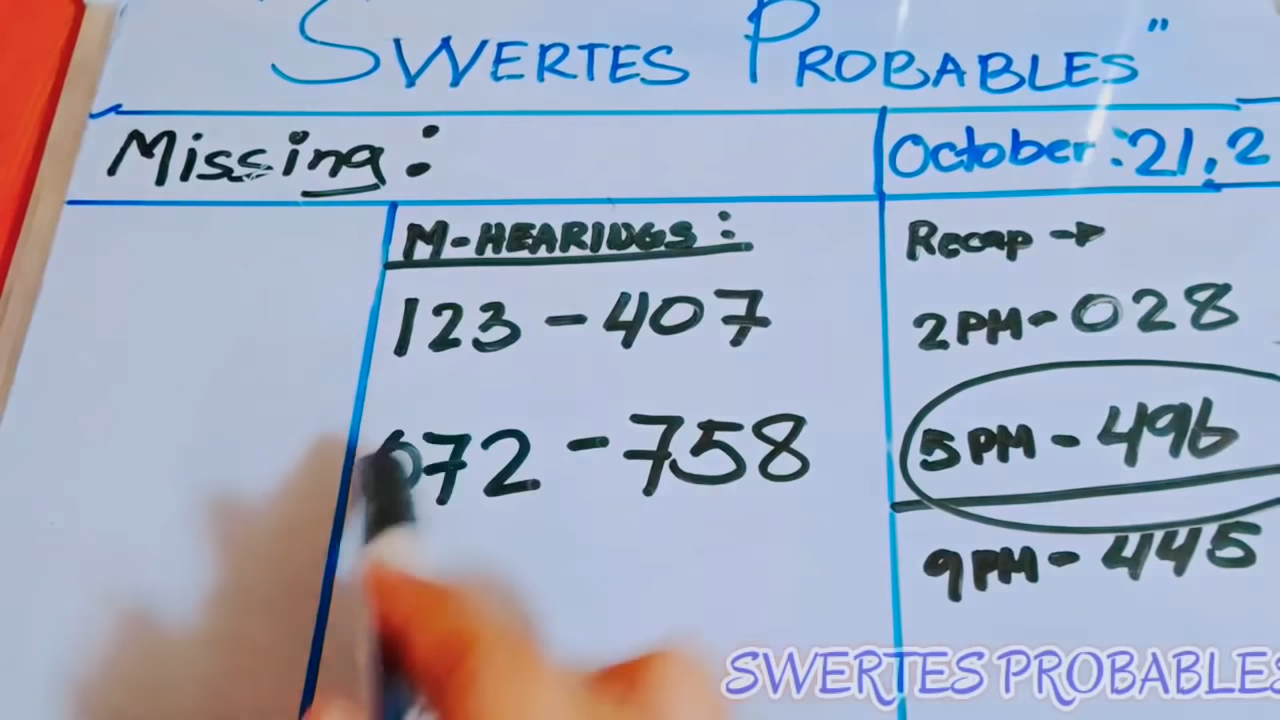 "SWERTES PROBABLES"
Missing:
October: 21, 2
M-HEARINGS:
123 - 407
672 - 758
Recap →
2PM - 028
5PM - 496
9PM - 445
SWERTES PROBABLES